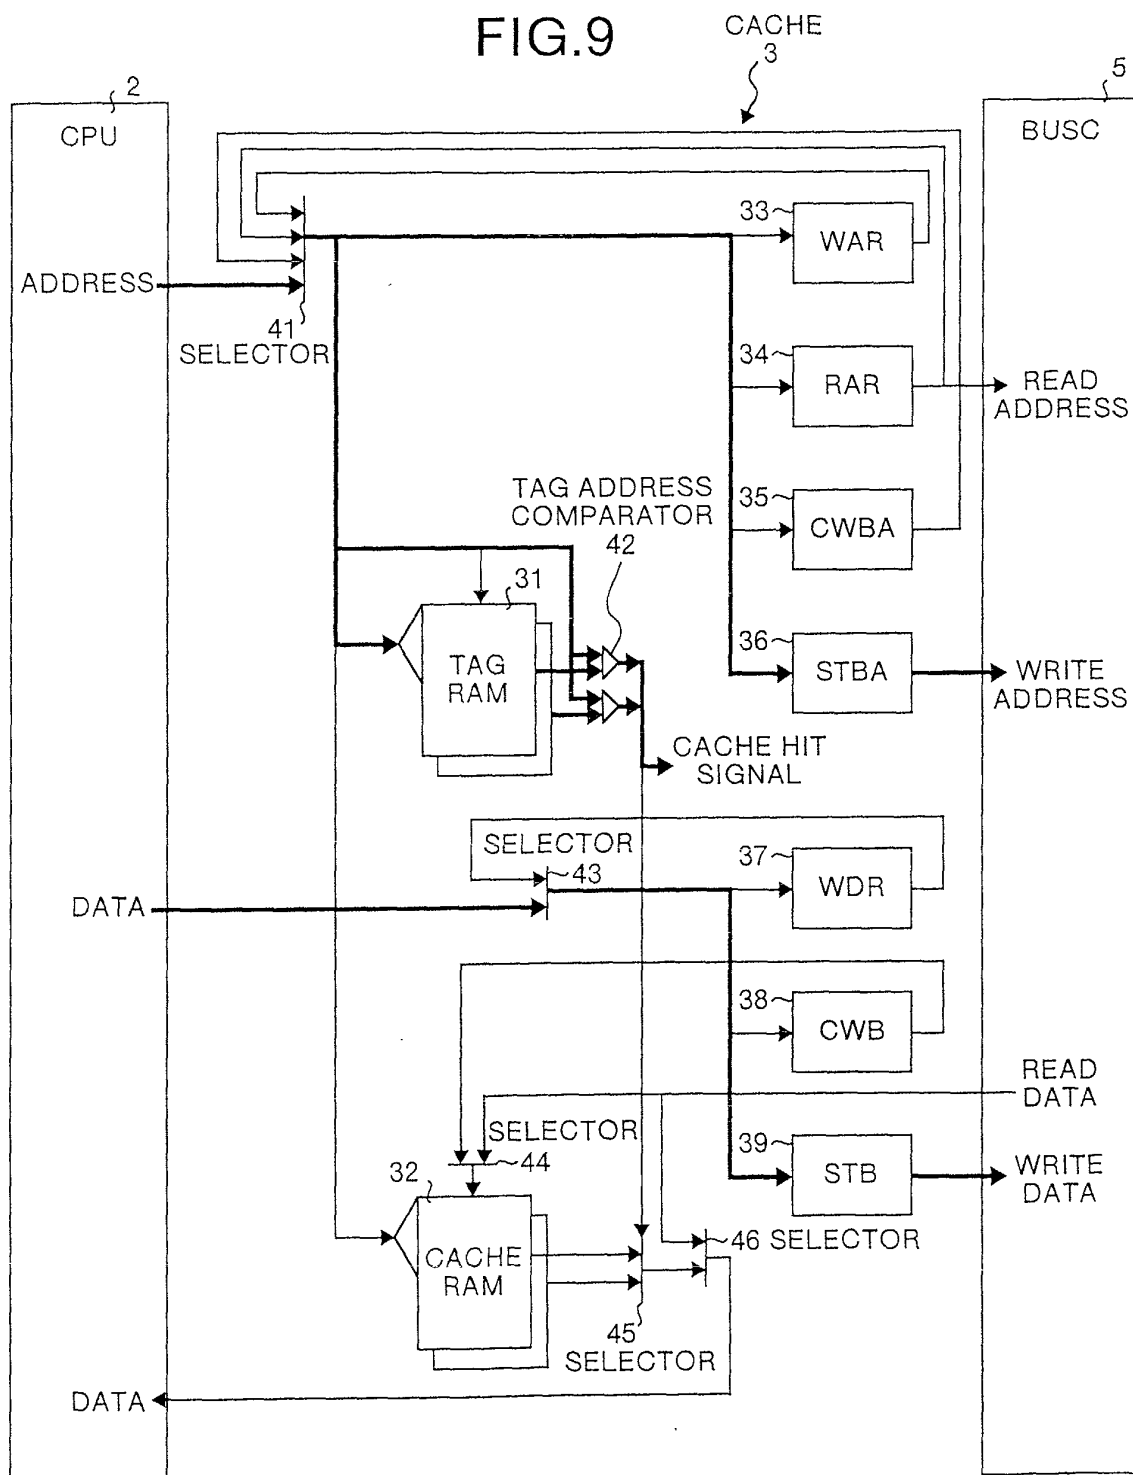 FIG.9
CACHE
3
2
5
CPU
BUSC
33
WAR
ADDRESS
41
SELECTOR
34
RAR
READ
ADDRESS
TAG ADDRESS
COMPARATOR
42
35
CWBA
31
TAG
RAM
36
STBA
WRITE
ADDRESS
CACHE HIT
SIGNAL
SELECTOR
43
37
WDR
DATA
38
CWB
READ
DATA
SELECTOR
44
39
STB
WRITE
DATA
32
CACHE
RAM
46 SELECTOR
45
SELECTOR
DATA